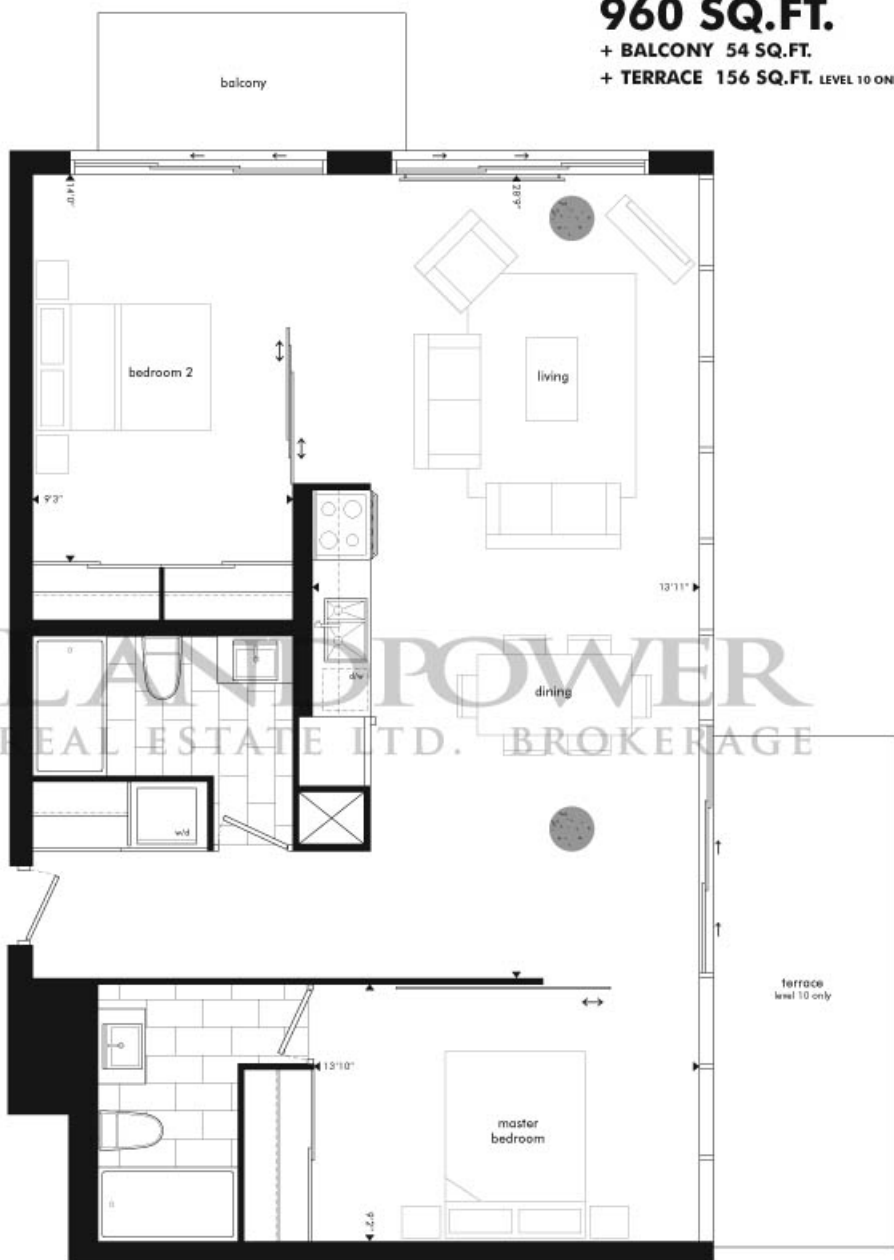 960 SQ.FT.
+ BALCONY 54 SQ.FT.
+ TERRACE 156 SQ.FT. LEVEL 10 ON
balcony
14'0"
28'9"
bedroom 2
living
9'3"
13'11"
d/w
dining
LANDPOWER
REAL ESTATE LTD. BROKERAGE
w/d
terrace
level 10 only
13'10"
master
bedroom
9'2"